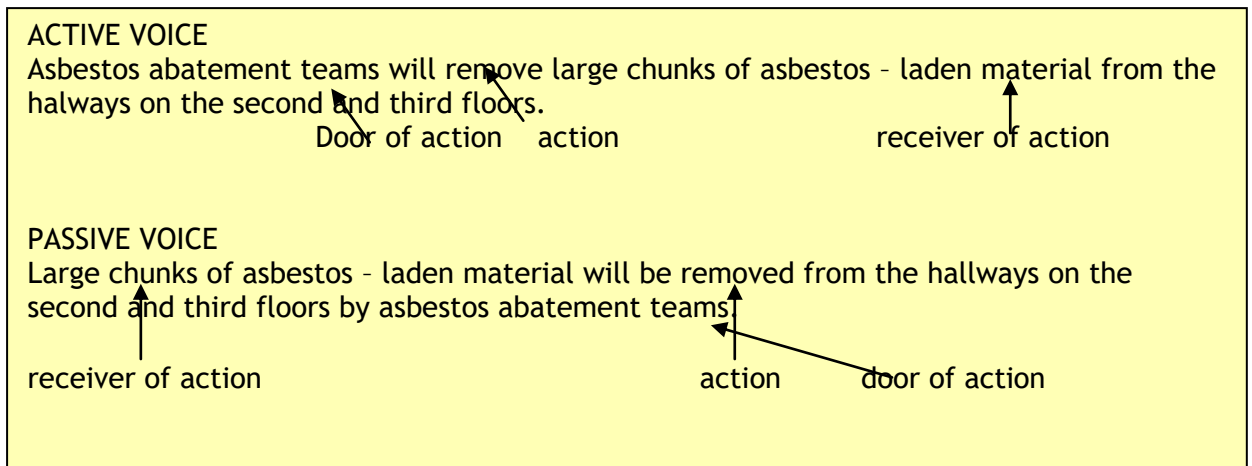 ACTIVE VOICE
Asbestos abatement teams will remove large chunks of asbestos – laden material from the
halways on the second and third floors.
Door of action action receiver of action
PASSIVE VOICE
Large chunks of asbestos – laden material will be removed from the hallways on the
second and third floors by asbestos abatement teams.
receiver of action action door of action